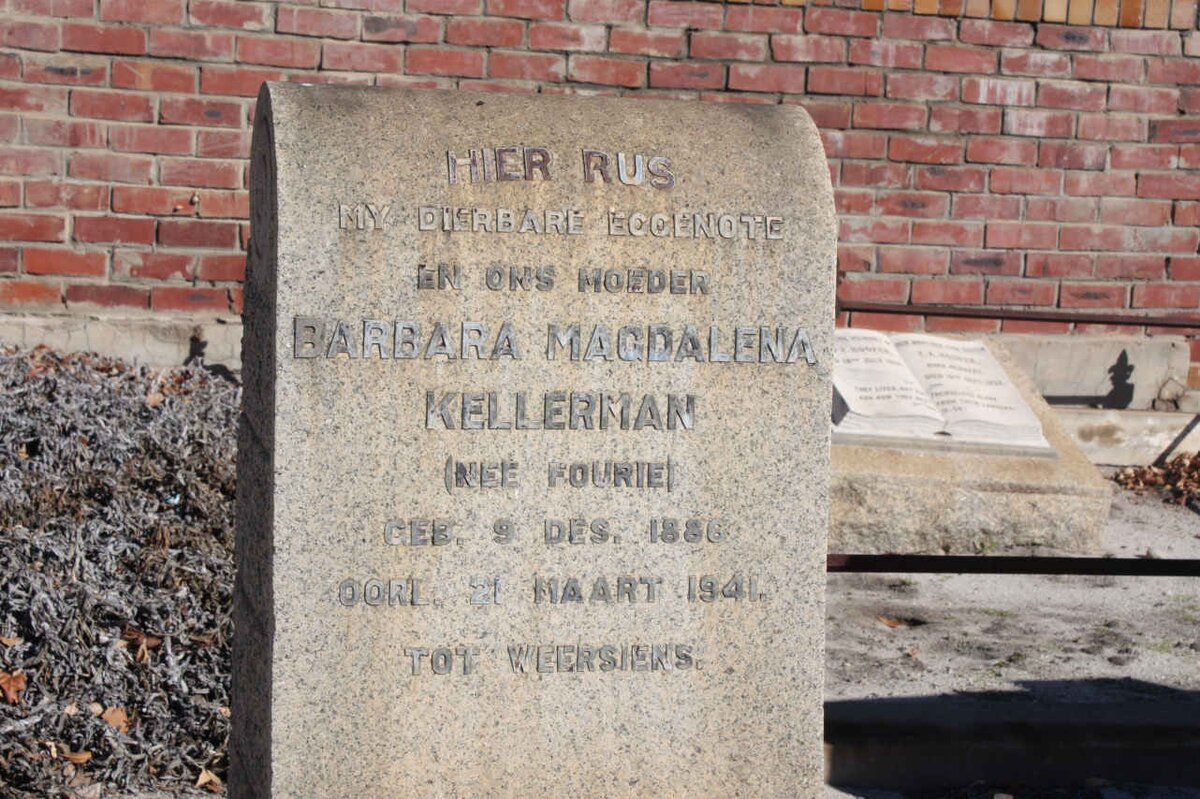 HIER RUS
MY DIERBARE EGGENOTE
EN ONS MOEDER
BARBARA MAGDALENA
KELLERMAN
(NEE FOURIE)
GEB. 9 DES. 1886
OORL. 21 MAART 1941.
TOT WEERSIENS.